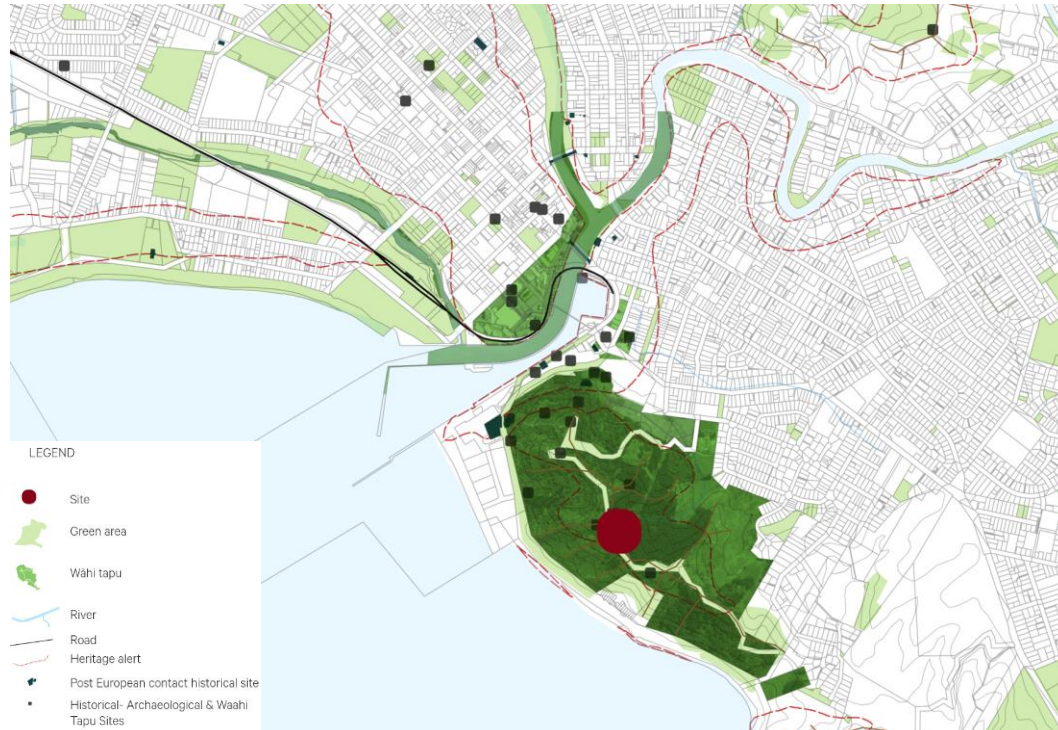 LEGEND
Site
Green area
Wāhi tapu
River
Road
Heritage alert
Post European contact historical site
Historical- Archaeological & Waahi
Tapu Sites